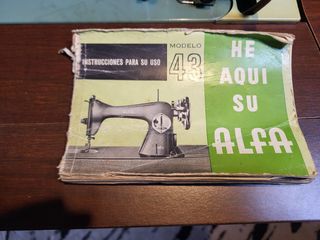 INSTRUCCIONES PARA SU USO
MODELO
43
HE
AQUI
SU
ALFA